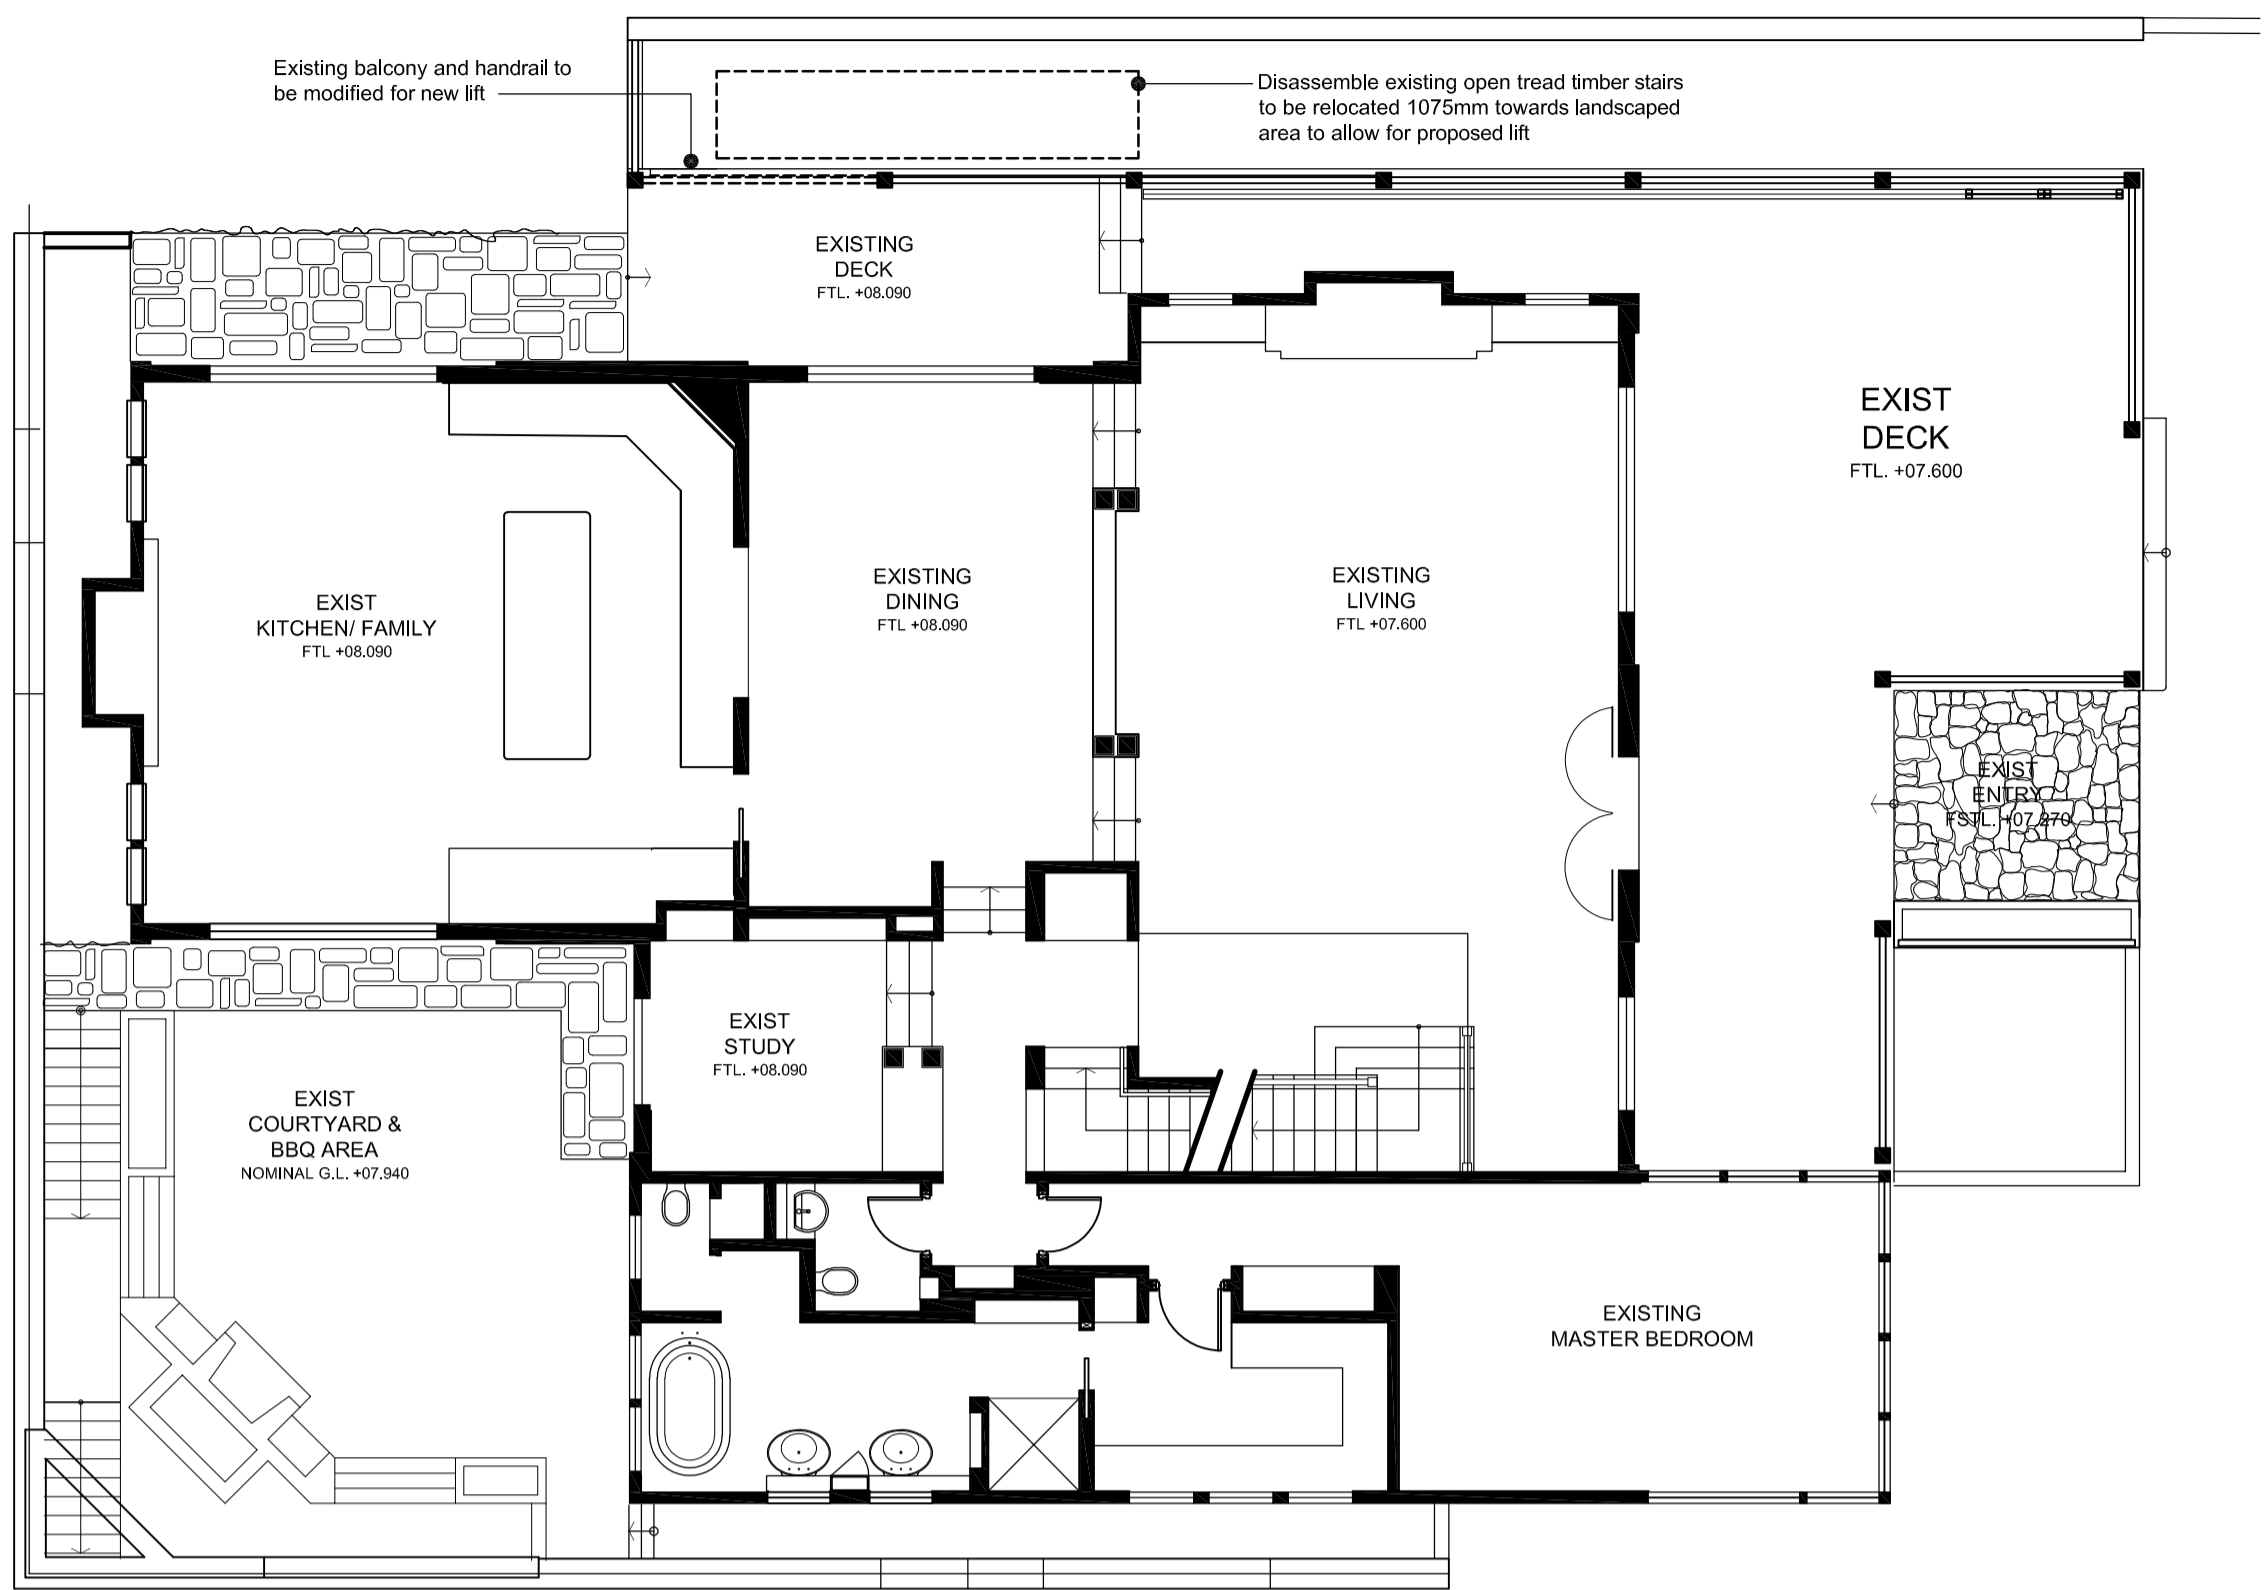 Existing balcony and handrail to
be modified for new lift
Disassemble existing open tread timber stairs
to be relocated 1075mm towards landscaped
area to allow for proposed lift
EXISTING
DECK
FTL. +08.090
EXIST
DECK
FTL. +07.600
EXIST
KITCHEN/ FAMILY
FTL +08.090
EXISTING
DINING
FTL +08.090
EXISTING
LIVING
FTL +07.600
EXIST
ENTRY
FSTL. +07.270
EXIST
STUDY
FTL. +08.090
EXIST
COURTYARD &
BBQ AREA
NOMINAL G.L. +07.940
EXISTING
MASTER BEDROOM